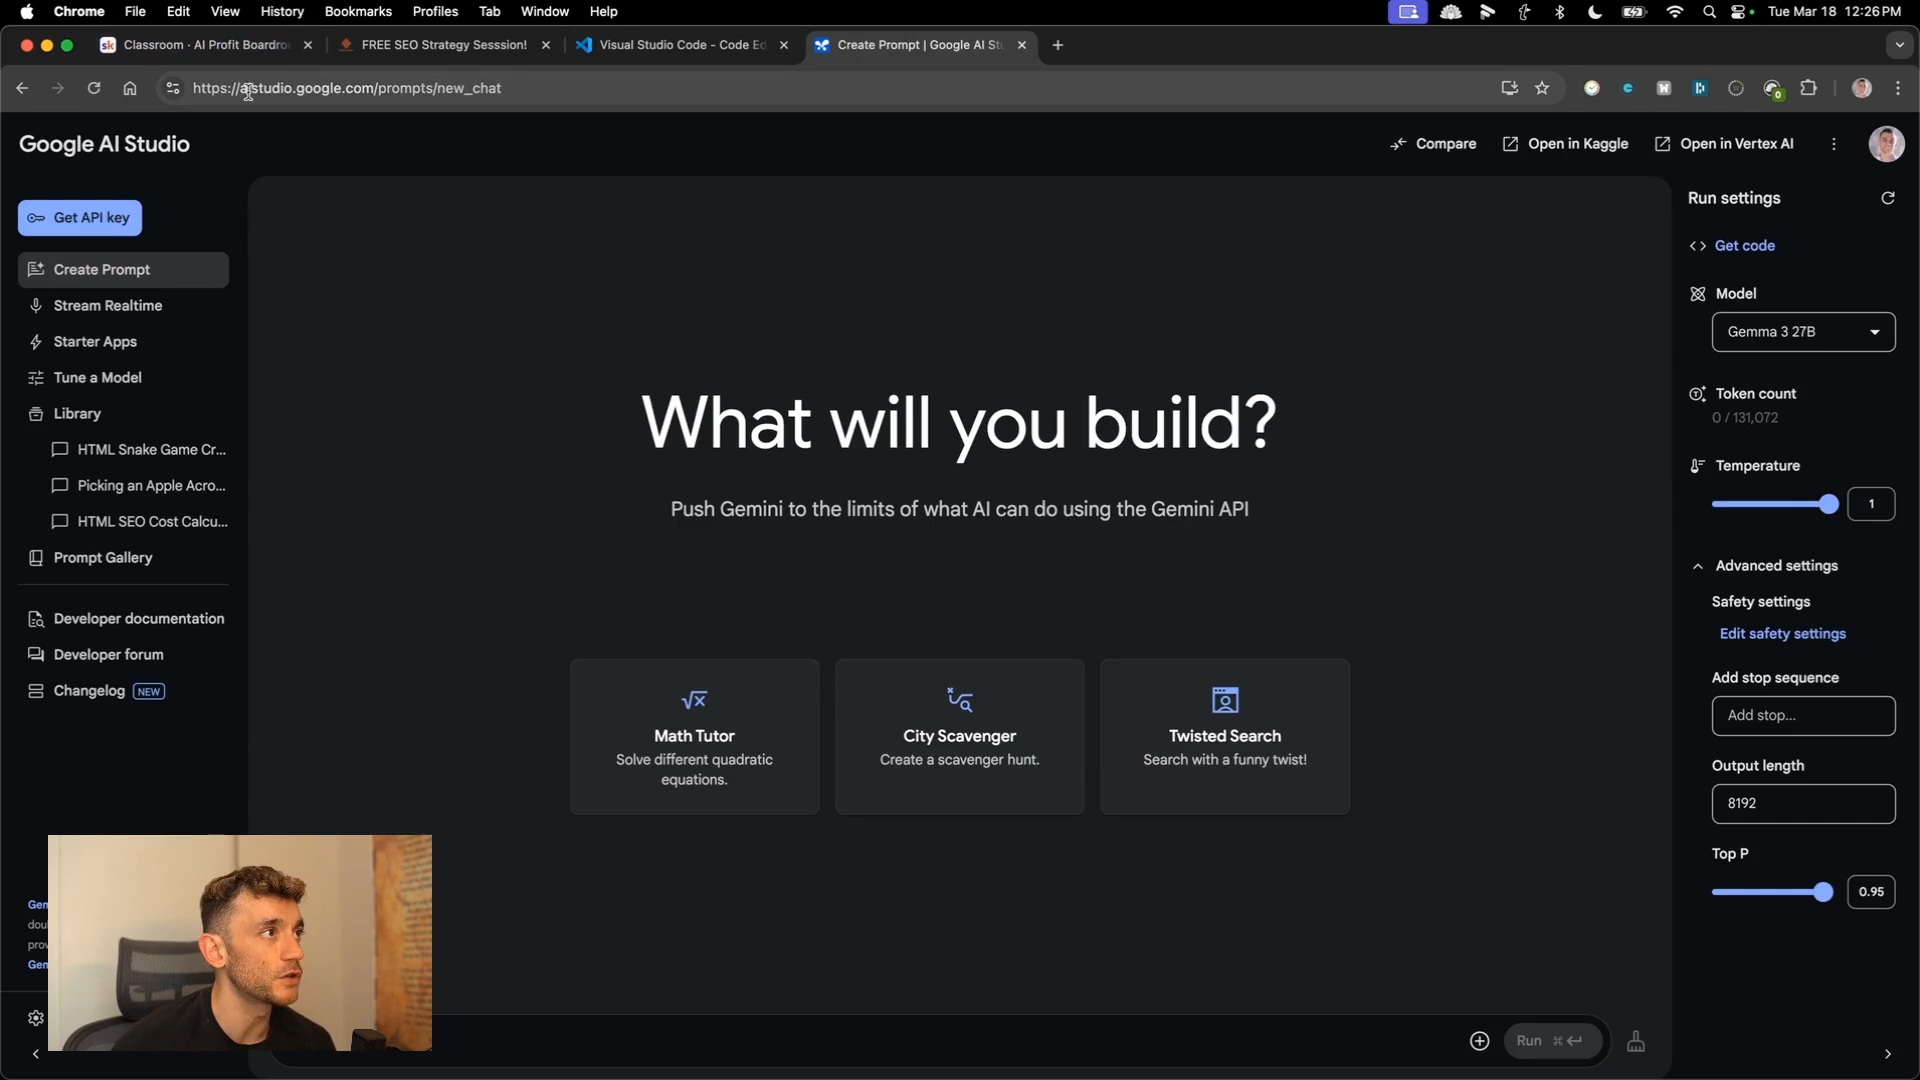 Chrome File Edit View History Bookmarks Profiles Tab Window Help
Tue Mar 18 12:26 PM
Classroom · AI Profit Boardro
FREE SEO Strategy Sesssion!
Visual Studio Code - Code Ed
Create Prompt | Google AI Stu
https://aistudio.google.com/prompts/new_chat
0
Google AI Studio
Compare
Open in Kaggle
Open in Vertex AI
Get API key
Create Prompt
Stream Realtime
Starter Apps
Tune a Model
Library
HTML Snake Game Cr...
Picking an Apple Acro...
HTML SEO Cost Calcu...
Prompt Gallery
Developer documentation
Developer forum
Changelog NEW
Gem
dou
prov
Gem
What will you build?
Push Gemini to the limits of what AI can do using the Gemini API
Math Tutor
Solve different quadratic
equations.
City Scavenger
Create a scavenger hunt.
Twisted Search
Search with a funny twist!
Run ⌘↵
Run settings
<> Get code
Model
Gemma 3 27B
Token count
0 / 131,072
Temperature
1
Advanced settings
Safety settings
Edit safety settings
Add stop sequence
Add stop...
Output length
8192
Top P
0.95